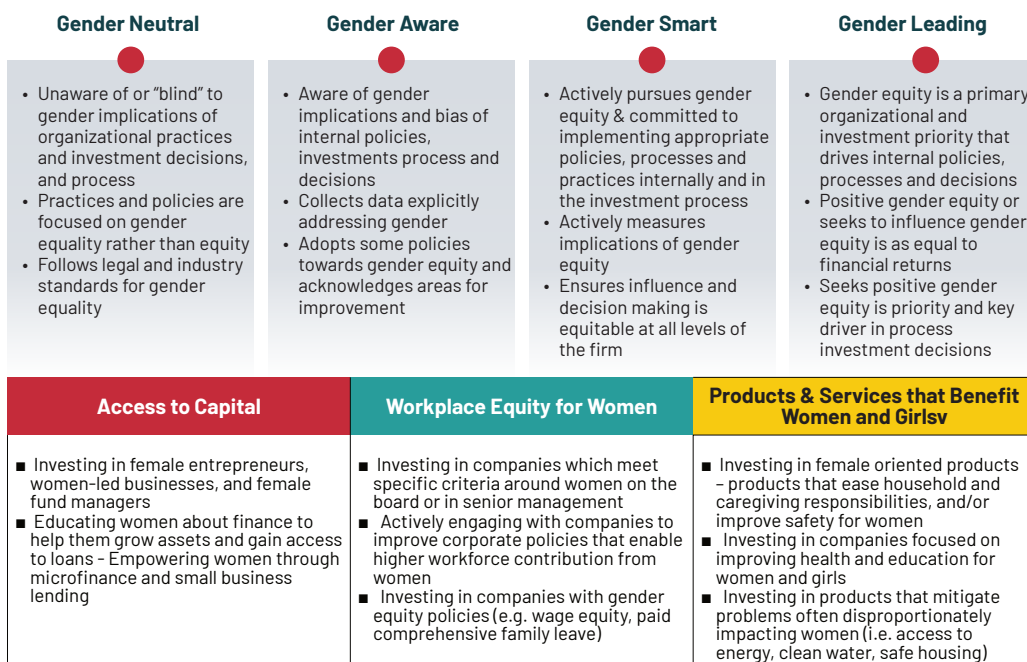 Gender Neutral
• Unaware of or “blind” to
gender implications of
organizational practices
and investment decisions,
and process
• Practices and policies are
focused on gender
equality rather than equity
• Follows legal and industry
standards for gender
equality
Gender Aware
• Aware of gender
implications and bias of
internal policies,
investments process and
decisions
• Collects data explicitly
addressing gender
• Adopts some policies
towards gender equity and
acknowledges areas for
improvement
Gender Smart
• Actively pursues gender
equity & committed to
implementing appropriate
policies, processes and
practices internally and in
the investment process
• Actively measures
implications of gender
equity
• Ensures influence and
decision making is
equitable at all levels of
the firm
Gender Leading
• Gender equity is a primary
organizational and
investment priority that
drives internal policies,
processes and decisions
• Positive gender equity or
seeks to influence gender
equity is as equal to
financial returns
• Seeks positive gender
equity is priority and key
driver in process
investment decisions
Access to Capital
■ Investing in female entrepreneurs,
women-led businesses, and female
fund managers
■ Educating women about finance to
help them grow assets and gain access
to loans - Empowering women through
microfinance and small business
lending
Workplace Equity for Women
■ Investing in companies which meet
specific criteria around women on the
board or in senior management
■ Actively engaging with companies to
improve corporate policies that enable
higher workforce contribution from
women
■ Investing in companies with gender
equity policies (e.g. wage equity, paid
comprehensive family leave)
Products & Services that Benefit
Women and Girlsv
■ Investing in female oriented products
– products that ease household and
caregiving responsibilities, and/or
improve safety for women
■ Investing in companies focused on
improving health and education for
women and girls
■ Investing in products that mitigate
problems often disproportionately
impacting women (i.e. access to
energy, clean water, safe housing)